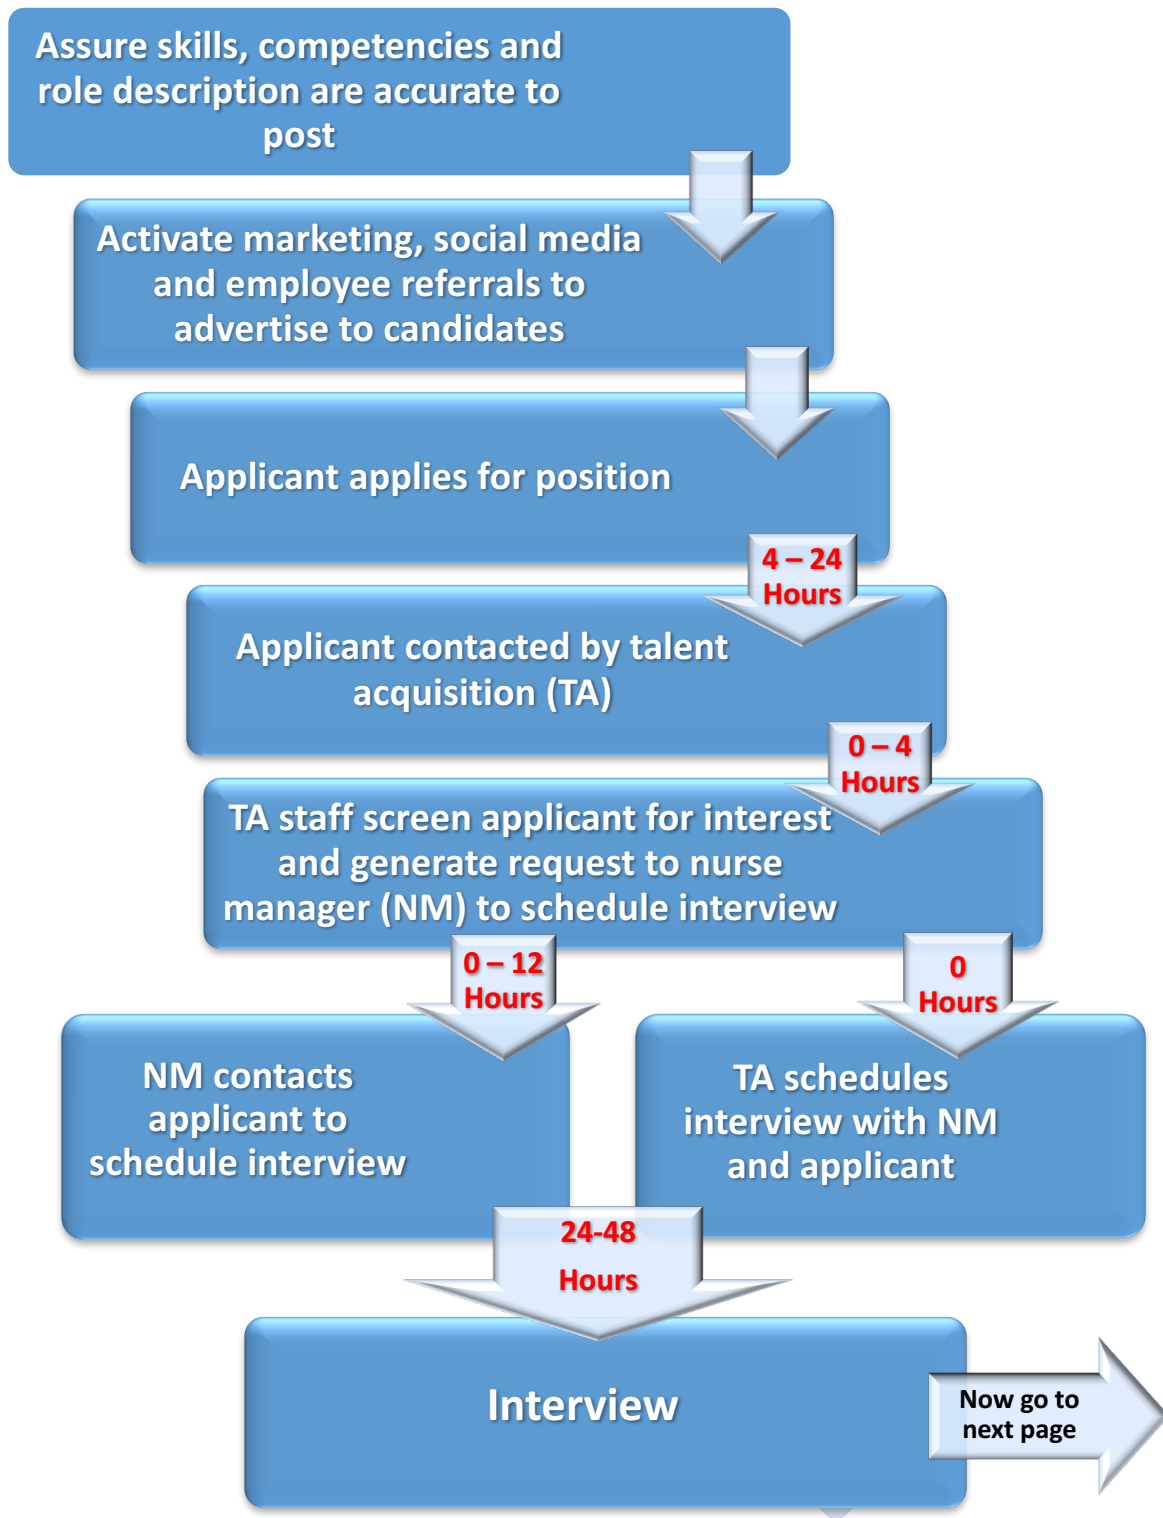 Assure skills, competencies and
role description are accurate to
post
Activate marketing, social media
and employee referrals to
advertise to candidates
Applicant applies for position
4 – 24
Hours
Applicant contacted by talent
acquisition (TA)
0 – 4
Hours
TA staff screen applicant for interest
and generate request to nurse
manager (NM) to schedule interview
0 – 12
Hours
0
Hours
NM contacts
applicant to
schedule interview
TA schedules
interview with NM
and applicant
24-48
Hours
Interview
Now go to
next page